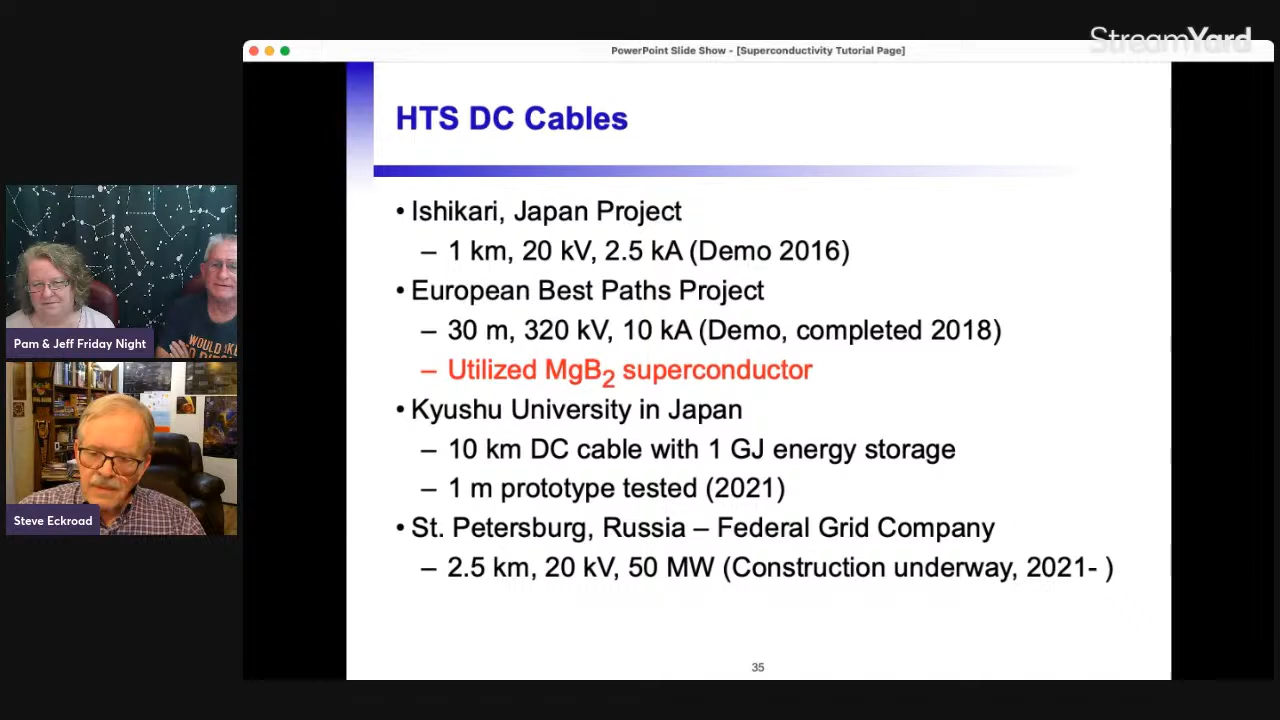 StreamYard
PowerPoint Slide Show - [Superconductivity Tutorial Page]
HTS DC Cables
• Ishikari, Japan Project
– 1 km, 20 kV, 2.5 kA (Demo 2016)
• European Best Paths Project
– 30 m, 320 kV, 10 kA (Demo, completed 2018)
– Utilized MgB2 superconductor
• Kyushu University in Japan
– 10 km DC cable with 1 GJ energy storage
– 1 m prototype tested (2021)
• St. Petersburg, Russia – Federal Grid Company
– 2.5 km, 20 kV, 50 MW (Construction underway, 2021- )
35
WOULD
Pam & Jeff Friday Night
Steve Eckroad